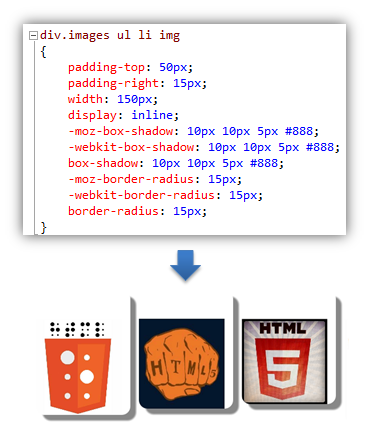 div.images ul li img
{
padding-top: 50px;
padding-right: 15px;
width: 150px;
display: inline;
-moz-box-shadow: 10px 10px 5px #888;
-webkit-box-shadow: 10px 10px 5px #888;
box-shadow: 10px 10px 5px #888;
-moz-border-radius: 15px;
-webkit-border-radius: 15px;
border-radius: 15px;
}
HTML5
HTML
5